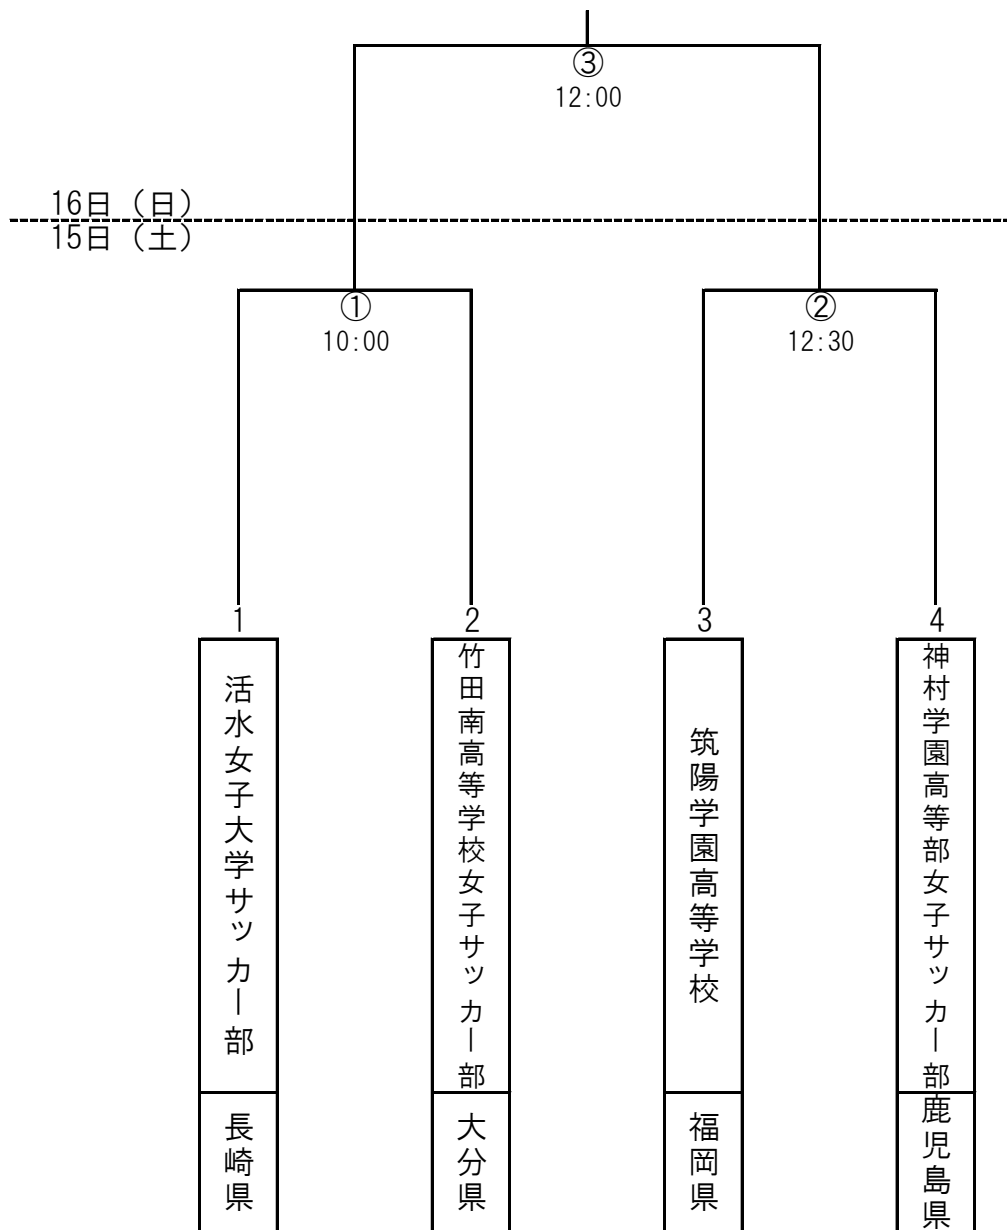 ③
12:00
16日（日）
15日（土）
①
10:00
②
12:30
1
2
3
4
活水女子大学サッカー部
竹田南高等学校女子サッカー部
筑陽学園高等学校
神村学園高等部女子サッカー部
長崎県
大分県
福岡県
鹿児島県